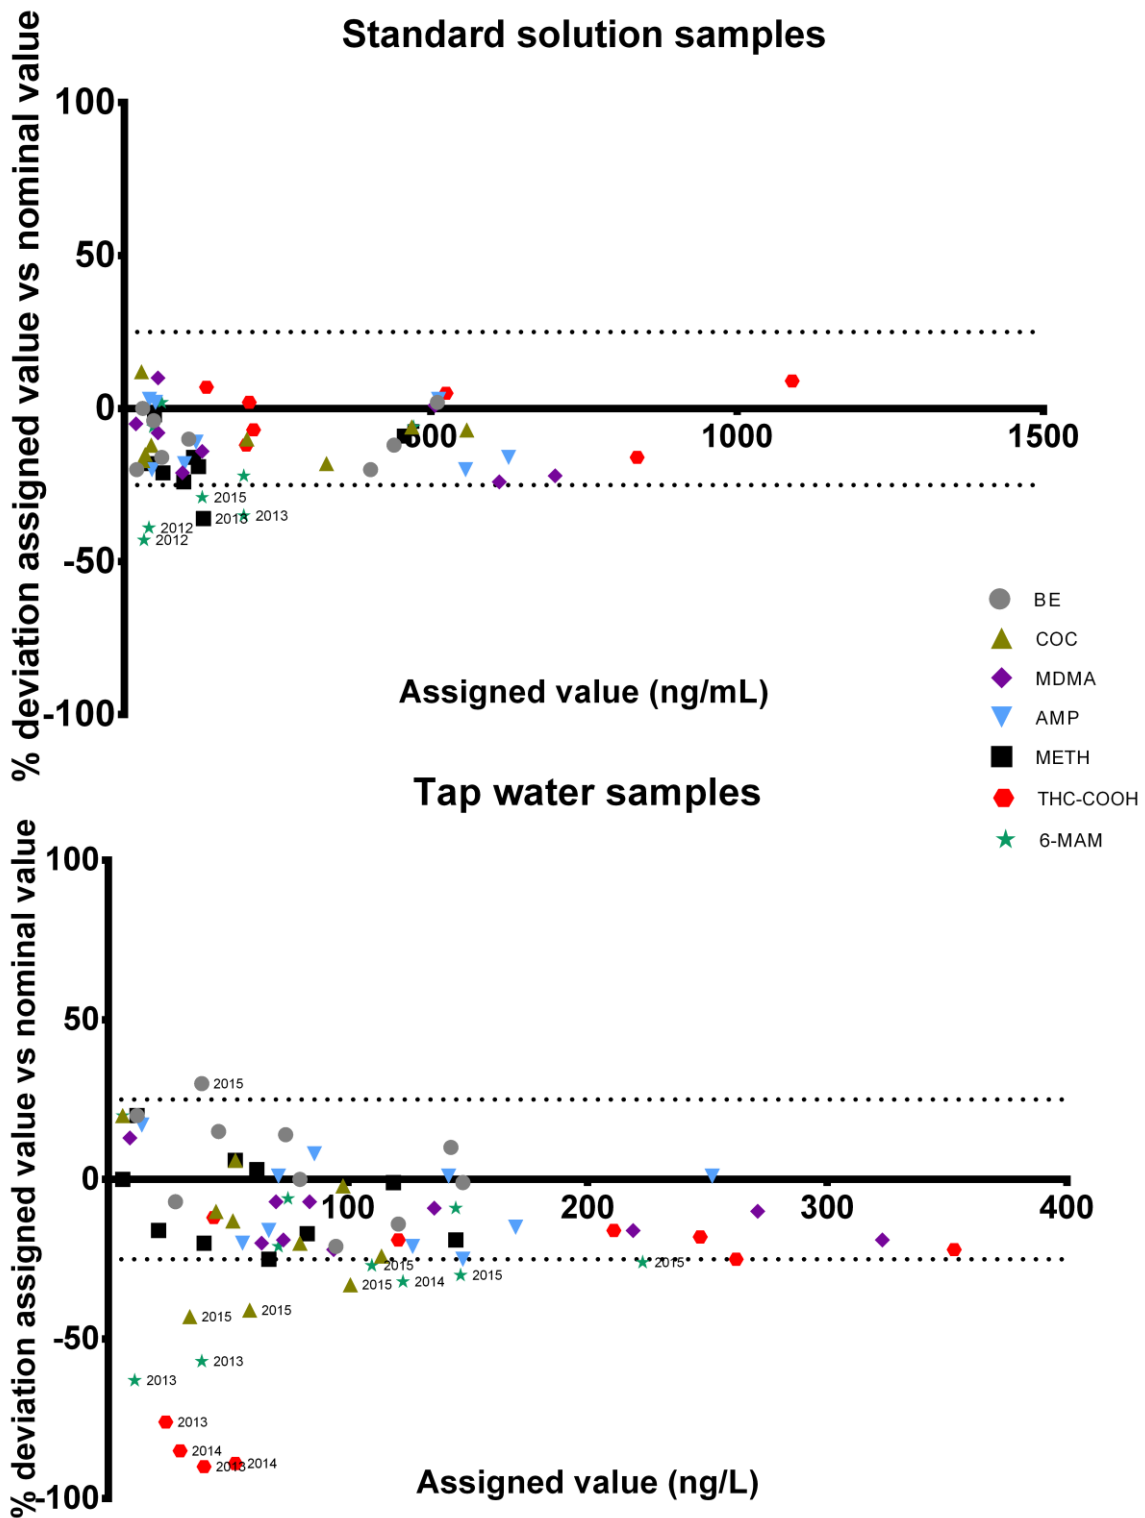 Standard solution samples
% deviation assigned value vs nominal value
100
50
0
500
1000
1500
2015
2013
2013
2012
2012
-50
-100
Assigned value (ng/mL)
BE
COC
MDMA
AMP
METH
THC-COOH
6-MAM
Tap water samples
% deviation assigned value vs nominal value
100
50
2015
0
100
200
300
400
2015
2015
2014
2015
2015
2015
2015
-50
2013
2013
2013
2014
2014
2013
-100
Assigned value (ng/L)